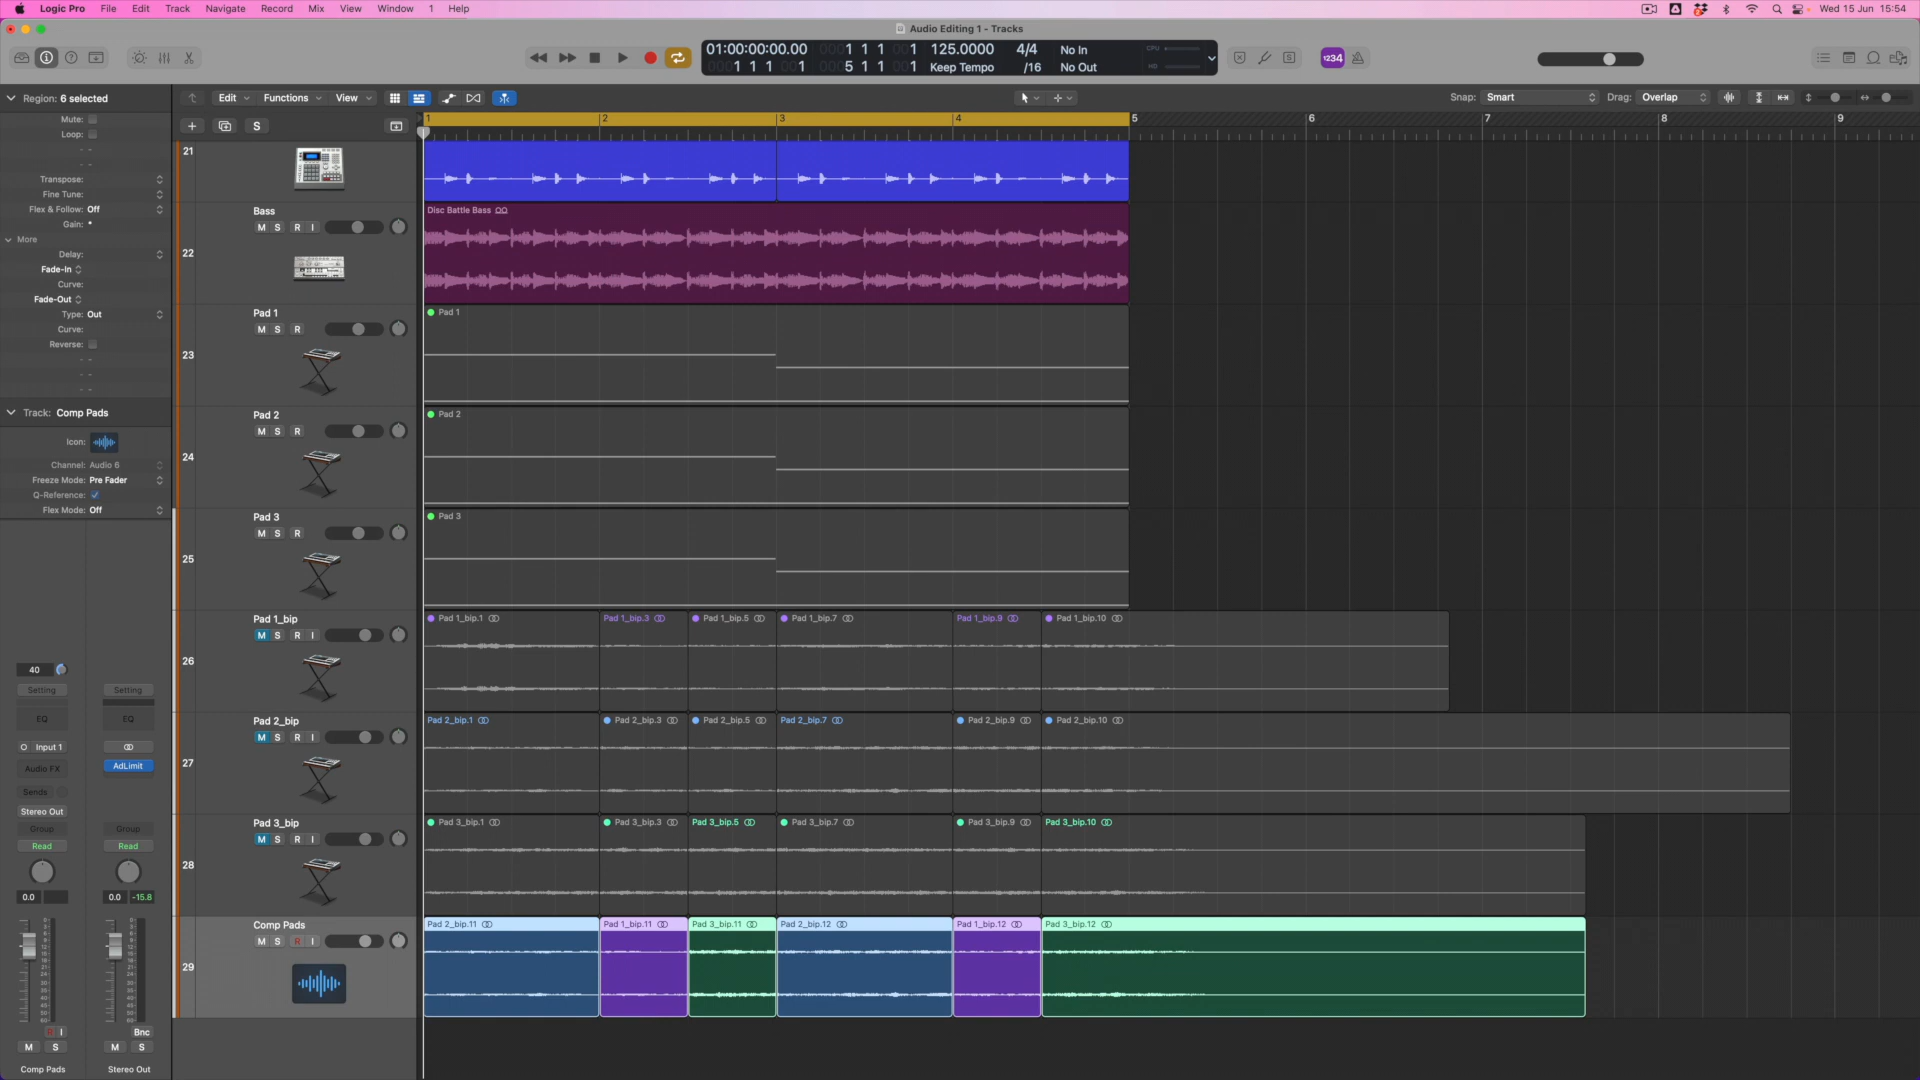 Logic Pro File Edit Track Navigate Record Mix View Window 1 Help
Wed 15 Jun 15:54
Audio Editing 1 - Tracks
01:00:00:00.00
1 1 1 001
1 1 1 1
5 1 1 1
125.0000
Keep Tempo
4/4
/16
No In
No Out
CPU
HD
1234
Region: 6 selected
Edit Functions View
Snap: Smart
Drag: Overlap
Mute:
Loop:
Transpose:
Fine Tune:
Flex & Follow: Off
Gain:
More
Delay:
Fade-In
Curve:
Fade-Out
Type: Out
Curve:
Reverse:
Track: Comp Pads
Icon:
Channel: Audio 6
Freeze Mode: Pre Fader
Q-Reference:
Flex Mode: Off
S
1 2 3 4 5 6 7 8 9
21
22
Bass
M S R I
Disc Battle Bass
23
Pad 1
M S R
Pad 1
24
Pad 2
M S R
Pad 2
25
Pad 3
M S R
Pad 3
26
Pad 1_bip
M S R I
Pad 1_bip.1 Pad 1_bip.3 Pad 1_bip.5 Pad 1_bip.7 Pad 1_bip.9 Pad 1_bip.10
27
Pad 2_bip
M S R I
Pad 2_bip.1 Pad 2_bip.3 Pad 2_bip.5 Pad 2_bip.7 Pad 2_bip.9 Pad 2_bip.10
28
Pad 3_bip
M S R I
Pad 3_bip.1 Pad 3_bip.3 Pad 3_bip.5 Pad 3_bip.7 Pad 3_bip.9 Pad 3_bip.10
29
Comp Pads
M S R I
Pad 2_bip.11 Pad 1_bip.11 Pad 3_bip.11 Pad 2_bip.12 Pad 1_bip.12 Pad 3_bip.12
40
Setting Setting
EQ EQ
Input 1
Audio FX AdLimit
Sends
Stereo Out
Group Group
Read Read
0.0 0.0 -15.8
R I Bnc
M S M S
Comp Pads Stereo Out